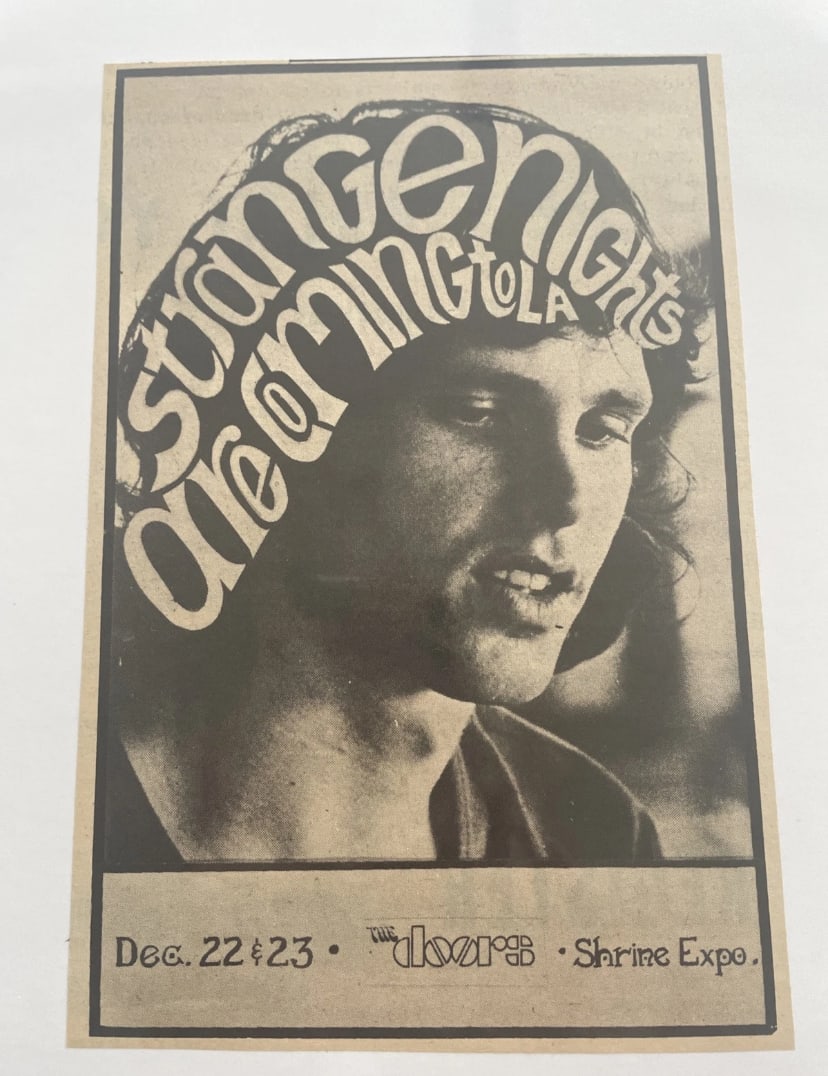 stranGe nIGhts
are comInG to LA
Dec. 22 & 23 • THE doors • Shrine Expo.